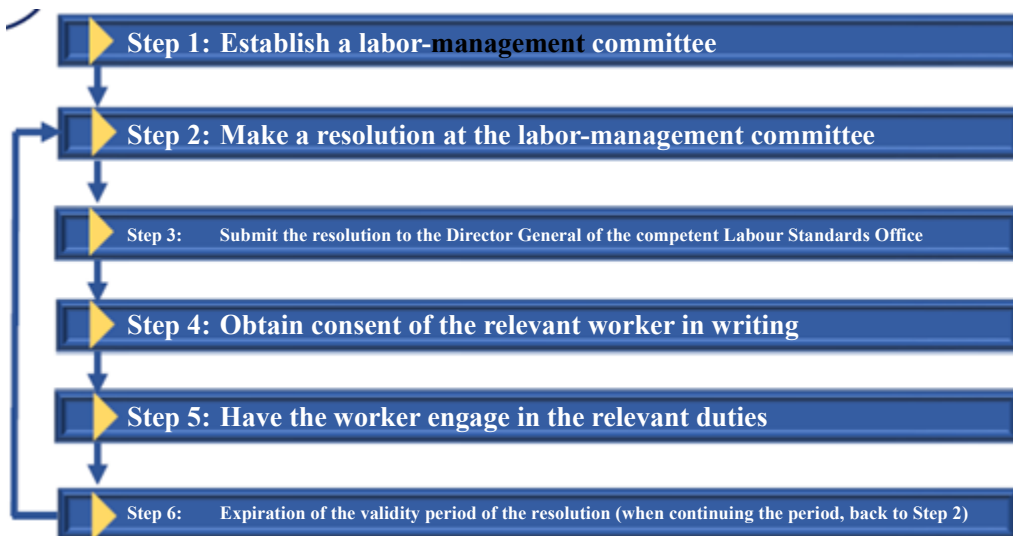 Step 1: Establish a labor-management committee
Step 2: Make a resolution at the labor-management committee
Step 3: Submit the resolution to the Director General of the competent Labour Standards Office
Step 4: Obtain consent of the relevant worker in writing
Step 5: Have the worker engage in the relevant duties
Step 6: Expiration of the validity period of the resolution (when continuing the period, back to Step 2)